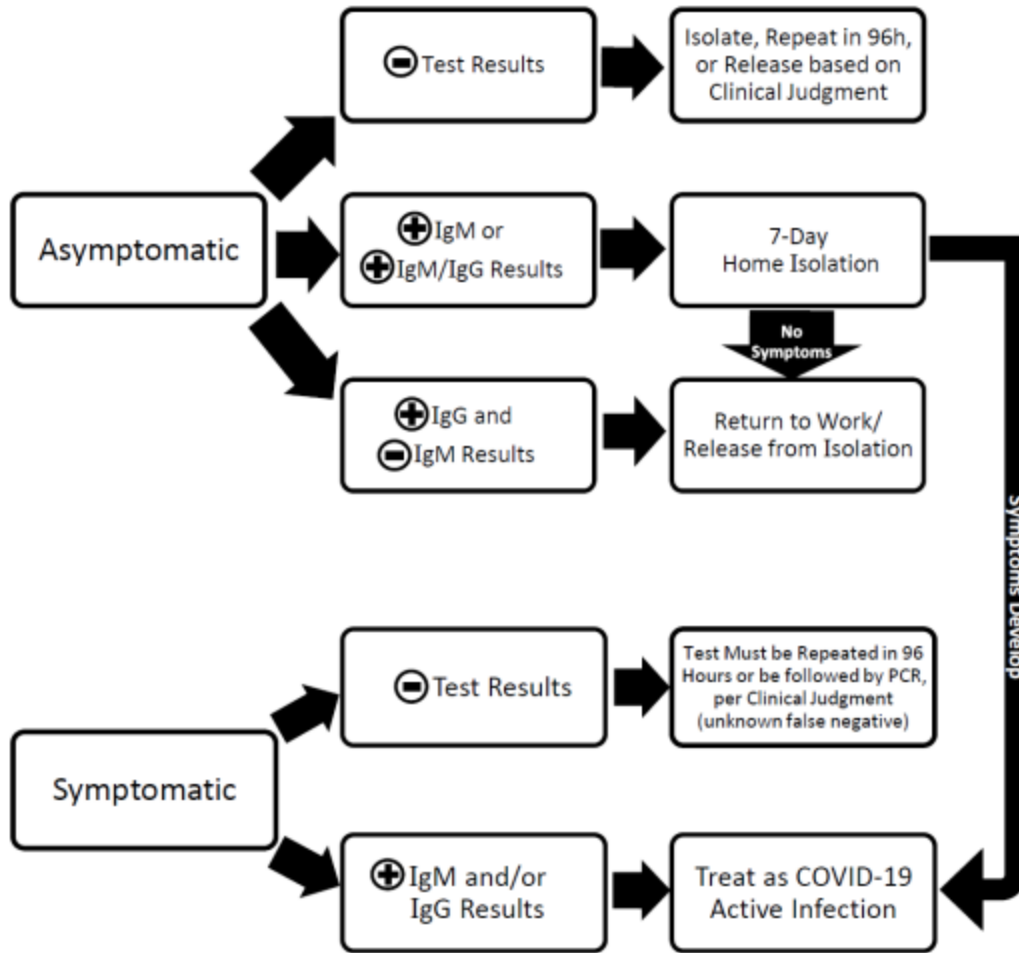 Test Results
Isolate, Repeat in 96h,
or Release based on
Clinical Judgment
Asymptomatic
IgM or
IgM/IgG Results
7-Day
Home Isolation
No
Symptoms
IgG and
IgM Results
Return to Work/
Release from Isolation
Symptoms Develop
Symptomatic
Test Results
Test Must be Repeated in 96
Hours or be followed by PCR,
per Clinical Judgment
(unknown false negative)
IgM and/or
IgG Results
Treat as COVID-19
Active Infection